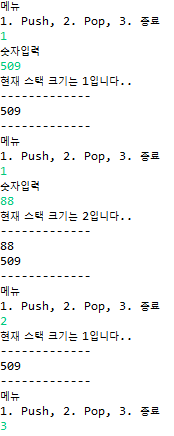 메뉴
1. Push, 2. Pop, 3. 종료
1
숫자입력
509
현재 스택 크기는 1입니다..
-------------
509
-------------
메뉴
1. Push, 2. Pop, 3. 종료
1
숫자입력
88
현재 스택 크기는 2입니다..
-------------
88
509
-------------
메뉴
1. Push, 2. Pop, 3. 종료
2
현재 스택 크기는 1입니다..
-------------
509
-------------
메뉴
1. Push, 2. Pop, 3. 종료
3